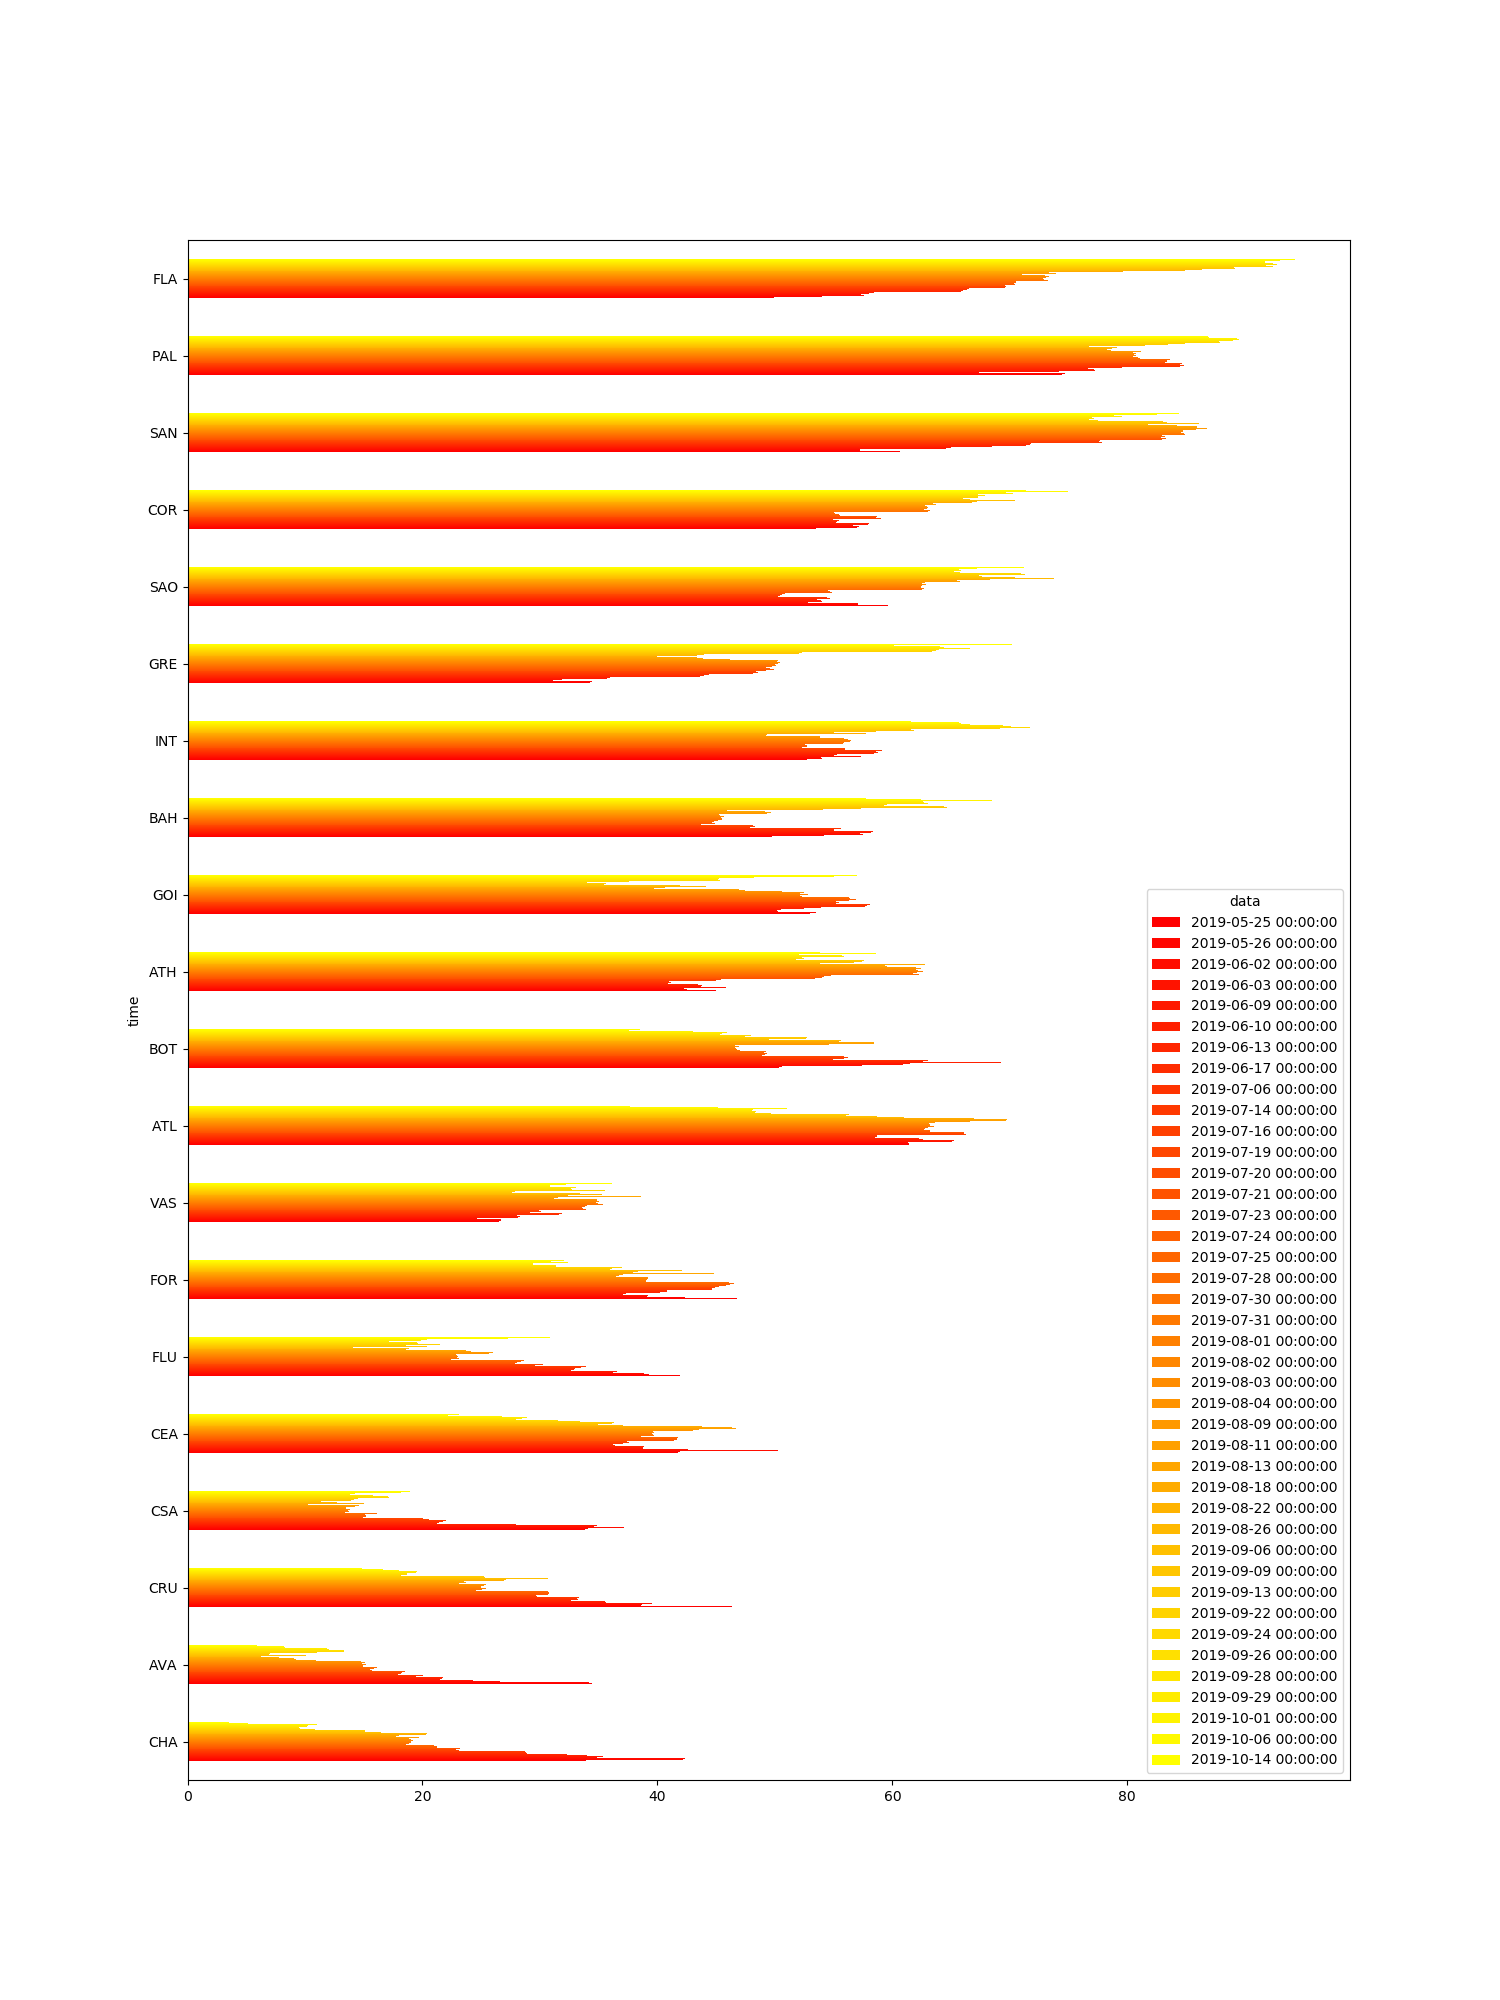 FLA
PAL
SAN
COR
SAO
GRE
INT
BAH
GOI
ATH
BOT
ATL
VAS
FOR
FLU
CEA
CSA
CRU
AVA
CHA
time
0 20 40 60 80
data
2019-05-25 00:00:00
2019-05-26 00:00:00
2019-06-02 00:00:00
2019-06-03 00:00:00
2019-06-09 00:00:00
2019-06-10 00:00:00
2019-06-13 00:00:00
2019-06-17 00:00:00
2019-07-06 00:00:00
2019-07-14 00:00:00
2019-07-16 00:00:00
2019-07-19 00:00:00
2019-07-20 00:00:00
2019-07-21 00:00:00
2019-07-23 00:00:00
2019-07-24 00:00:00
2019-07-25 00:00:00
2019-07-28 00:00:00
2019-07-30 00:00:00
2019-07-31 00:00:00
2019-08-01 00:00:00
2019-08-02 00:00:00
2019-08-03 00:00:00
2019-08-04 00:00:00
2019-08-09 00:00:00
2019-08-11 00:00:00
2019-08-13 00:00:00
2019-08-18 00:00:00
2019-08-22 00:00:00
2019-08-26 00:00:00
2019-09-06 00:00:00
2019-09-09 00:00:00
2019-09-13 00:00:00
2019-09-22 00:00:00
2019-09-24 00:00:00
2019-09-26 00:00:00
2019-09-28 00:00:00
2019-09-29 00:00:00
2019-10-01 00:00:00
2019-10-06 00:00:00
2019-10-14 00:00:00